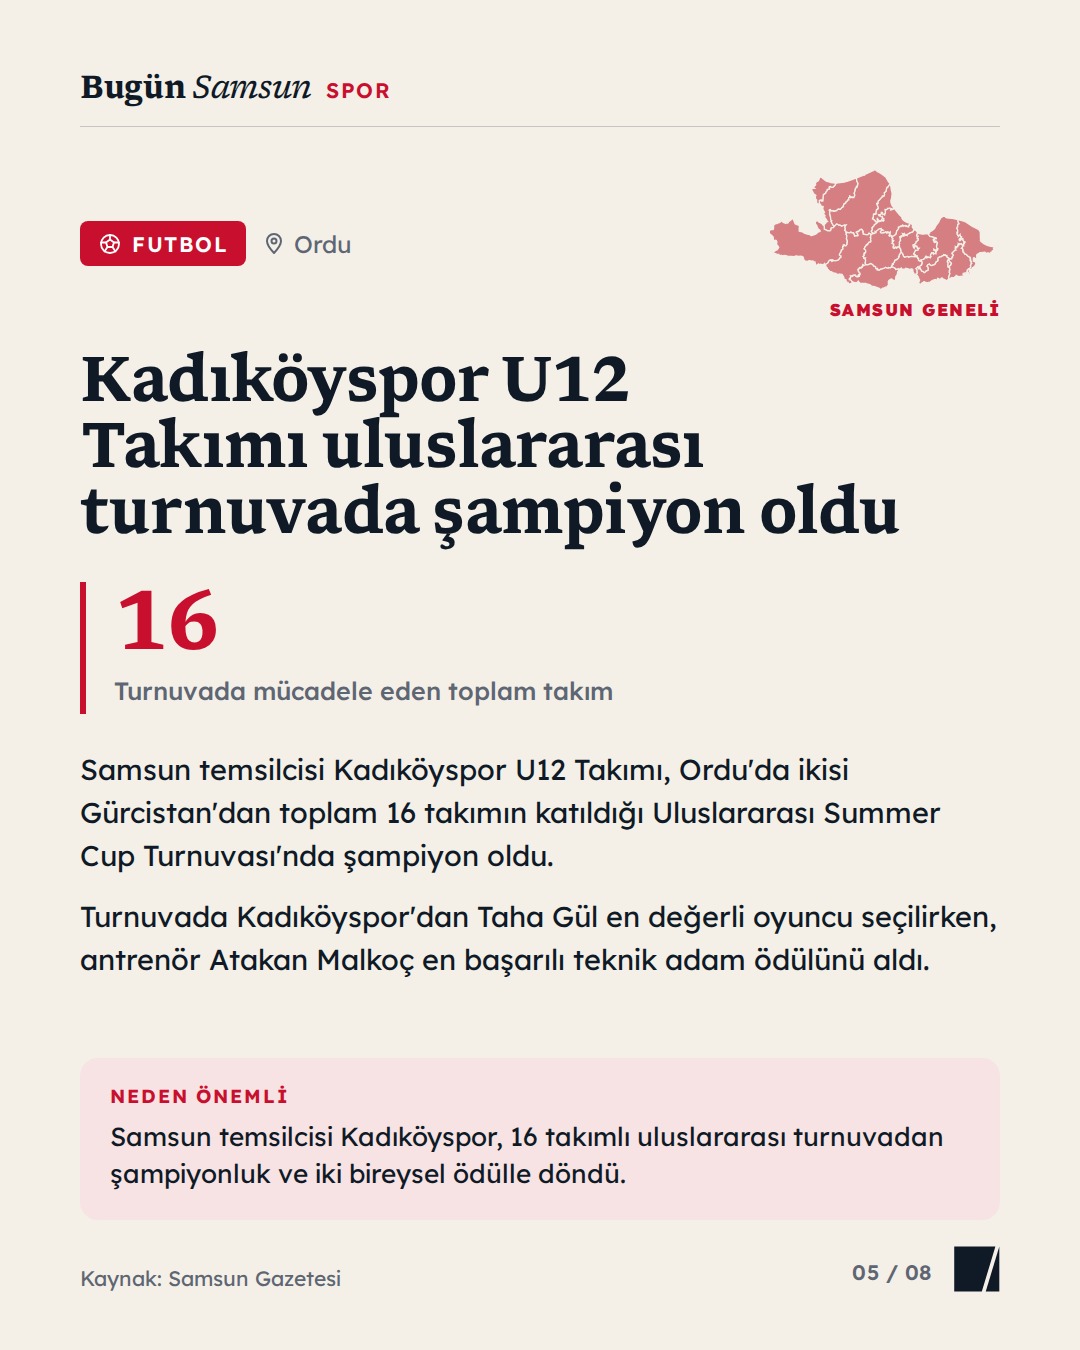 Bugün Samsun SPOR
FUTBOL
Ordu
SAMSUN GENELİ
Kadıköyspor U12
Takımı uluslararası
turnuvada şampiyon oldu
16
Turnuvada mücadele eden toplam takım
Samsun temsilcisi Kadıköyspor U12 Takımı, Ordu'da ikisi
Gürcistan'dan toplam 16 takımın katıldığı Uluslararası Summer
Cup Turnuvası'nda şampiyon oldu.
Turnuvada Kadıköyspor'dan Taha Gül en değerli oyuncu seçilirken,
antrenör Atakan Malkoç en başarılı teknik adam ödülünü aldı.
NEDEN ÖNEMLİ
Samsun temsilcisi Kadıköyspor, 16 takımlı uluslararası turnuvadan
şampiyonluk ve iki bireysel ödülle döndü.
Kaynak: Samsun Gazetesi
05 / 08